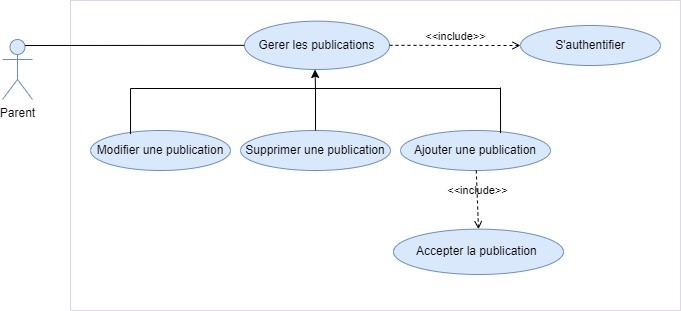 Gerer les publications
<<include>>
S'authentifier
Parent
Modifier une publication
Supprimer une publication
Ajouter une publication
<<include>>
Accepter la publication